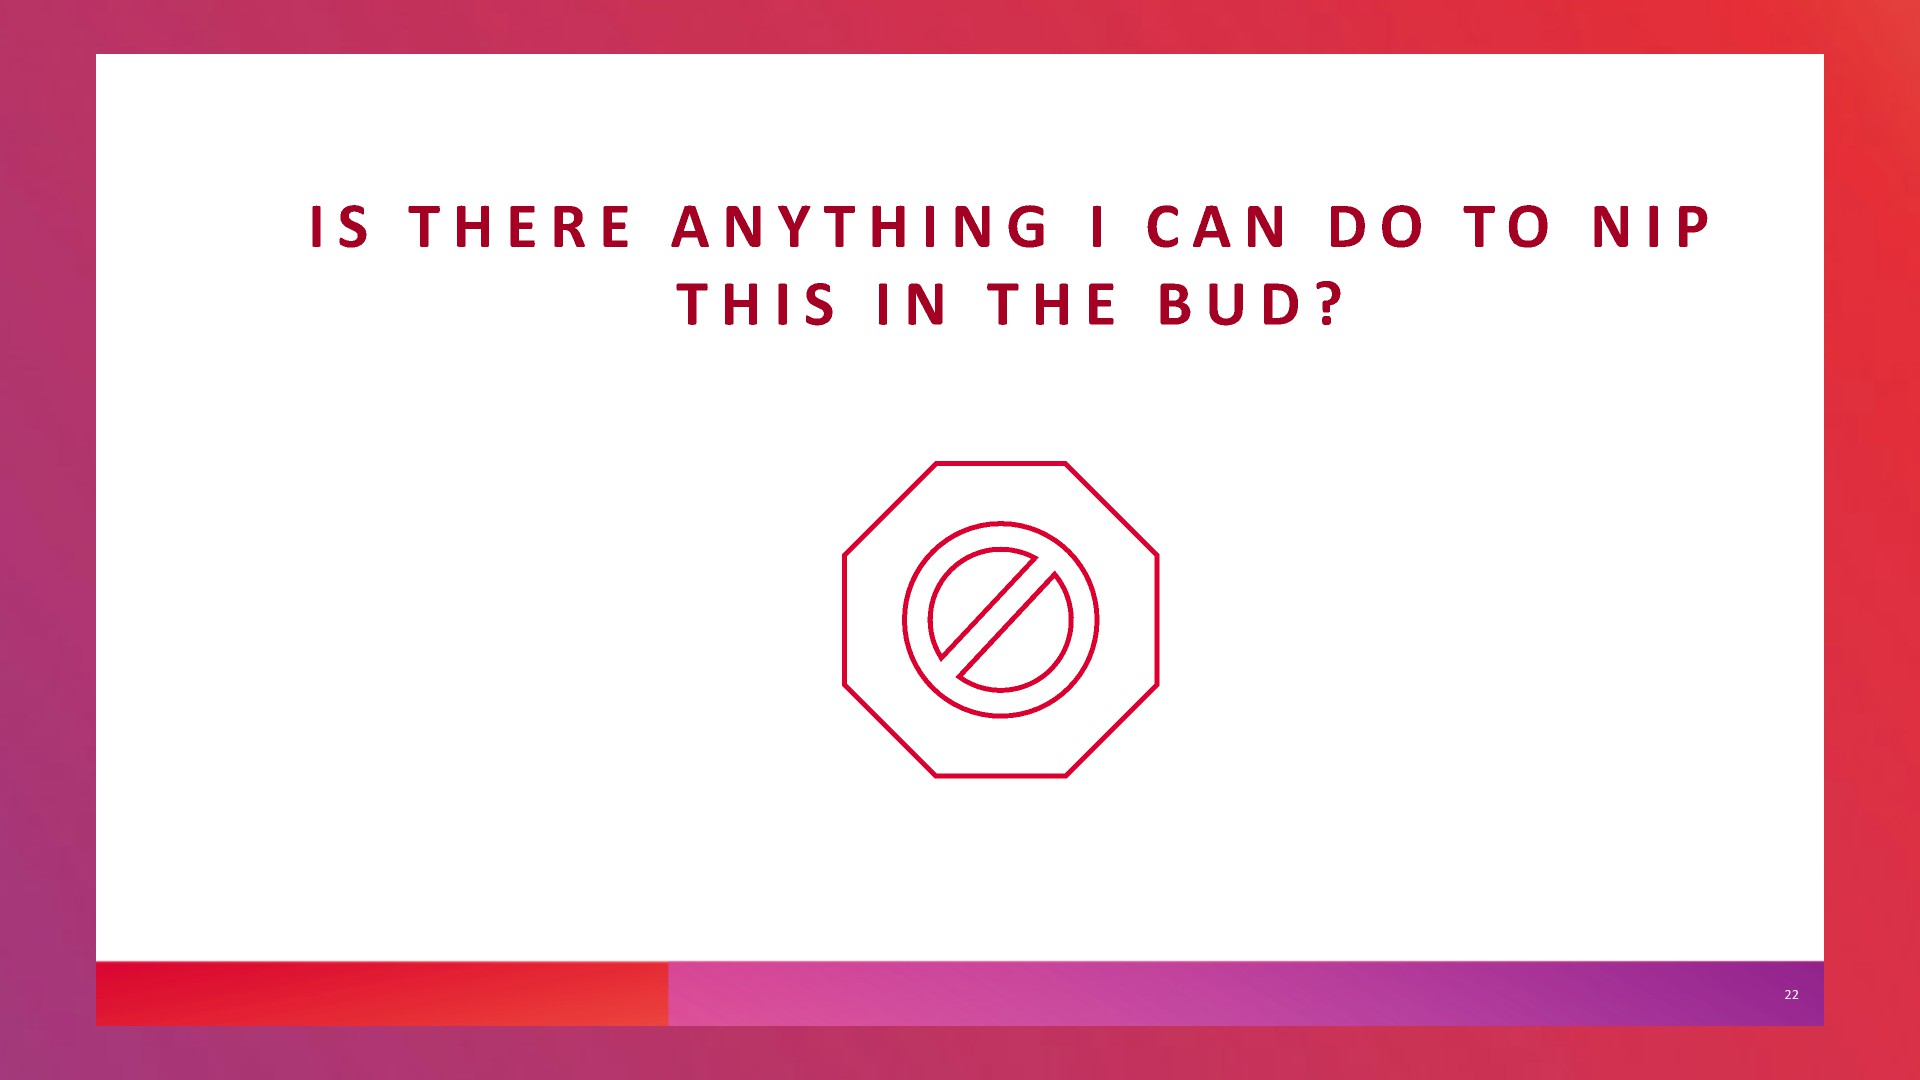 IS THERE ANYTHING I CAN DO TO NIP
THIS IN THE BUD?
22